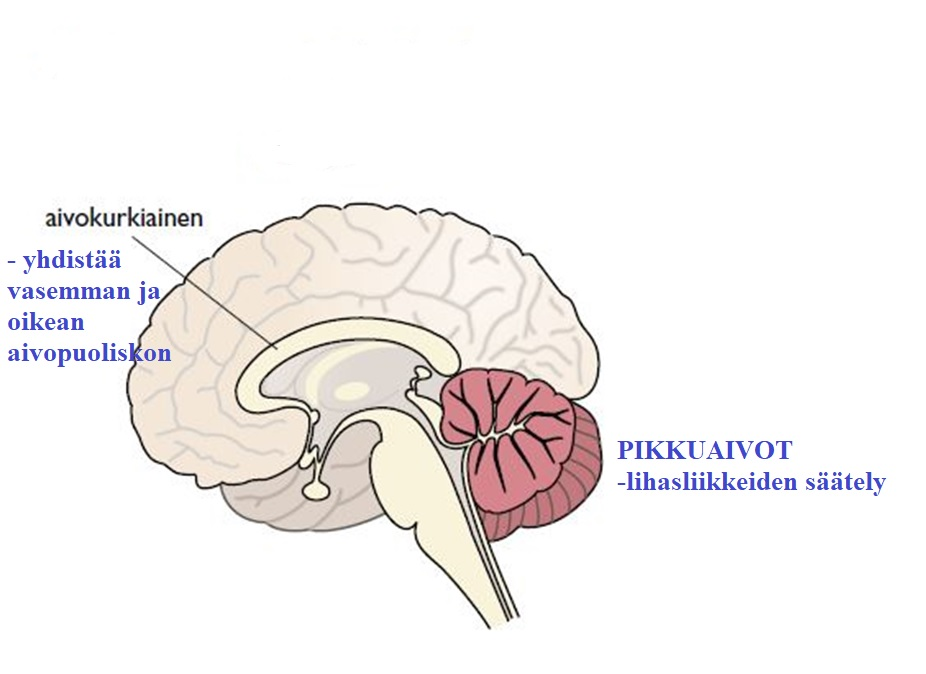 aivokurkiainen
- yhdistää
vasemman ja
oikean
aivopuoliskon
PIKKUAIVOT
-lihasliikkeiden säätely